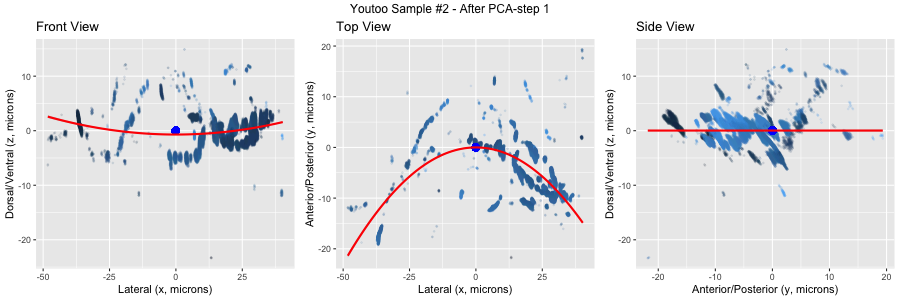 Youtoo Sample #2 - After PCA-step 1
Front View
Dorsal/Ventral (z, microns)
10
0
-10
-20
-50
-25
0
25
Lateral (x, microns)
Top View
Anterior/Posterior (y, microns)
20
10
0
-10
-20
-50
-25
0
25
Lateral (x, microns)
Side View
Dorsal/Ventral (z, microns)
10
0
-10
-20
-20
-10
0
10
20
Anterior/Posterior (y, microns)